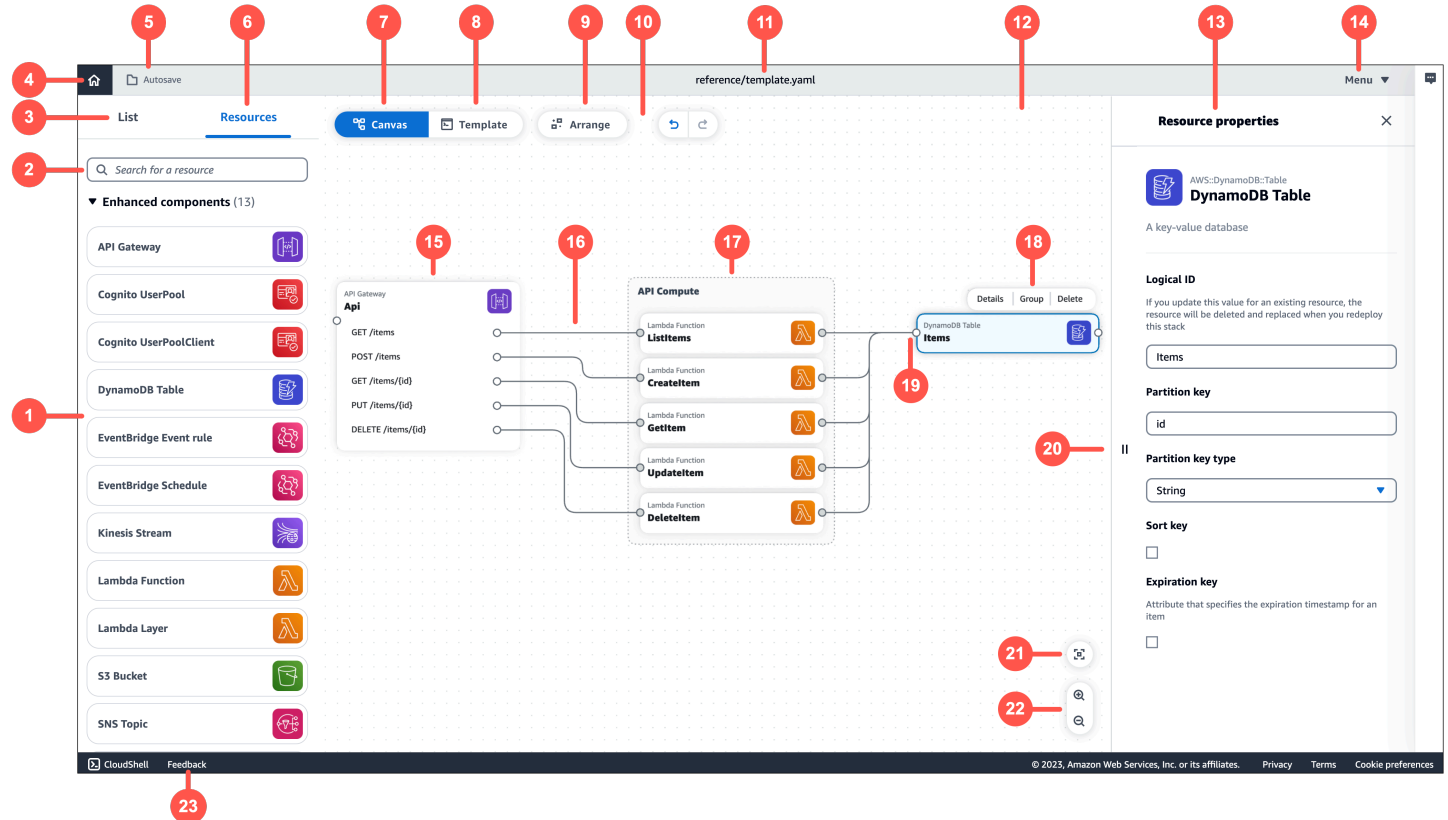 5
6
7
8
9
10
11
12
13
14
4
Autosave
reference/template.yaml
Menu
3
List
Resources
Canvas
Template
Arrange
Resource properties
2
Search for a resource
Enhanced components (13)
1
API Gateway
Cognito UserPool
Cognito UserPoolClient
DynamoDB Table
EventBridge Event rule
EventBridge Schedule
Kinesis Stream
Lambda Function
Lambda Layer
S3 Bucket
SNS Topic
15
16
17
18
API Gateway
Api
GET /items
POST /items
GET /items/{id}
PUT /items/{id}
DELETE /items/{id}
API Compute
Lambda Function
ListItems
Lambda Function
CreateItem
Lambda Function
GetItem
Lambda Function
UpdateItem
Lambda Function
DeleteItem
Details Group Delete
DynamoDB Table
Items
19
20
21
22
AWS::DynamoDB::Table
DynamoDB Table
A key-value database
Logical ID
If you update this value for an existing resource, the
resource will be deleted and replaced when you redeploy
this stack
Items
Partition key
id
Partition key type
String
Sort key
Expiration key
Attribute that specifies the expiration timestamp for an
item
CloudShell Feedback
© 2023, Amazon Web Services, Inc. or its affiliates. Privacy Terms Cookie preferences
23